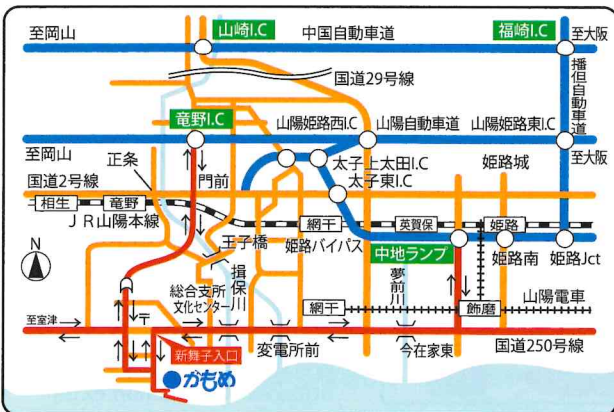 山崎I.C
福崎I.C
至岡山
中国自動車道
至大阪
国道29号線
播但自動車道
竜野I.C
山陽姫路西I.C
山陽自動車道
山陽姫路東I.C
至岡山
至大阪
正条
門前
太子上太田I.C
姫路城
国道2号線
太子東I.C
相生
竜野
網干
英賀保
姫路
JR山陽本線
王子橋
姫路バイパス
中地ランプ
姫路南
姫路Jct
N
総合支所
文化センター
揖保川
夢前川
網干
飾磨
山陽電車
至室津
〒
新舞子入口
変電所前
今在家東
国道250号線
かもめ